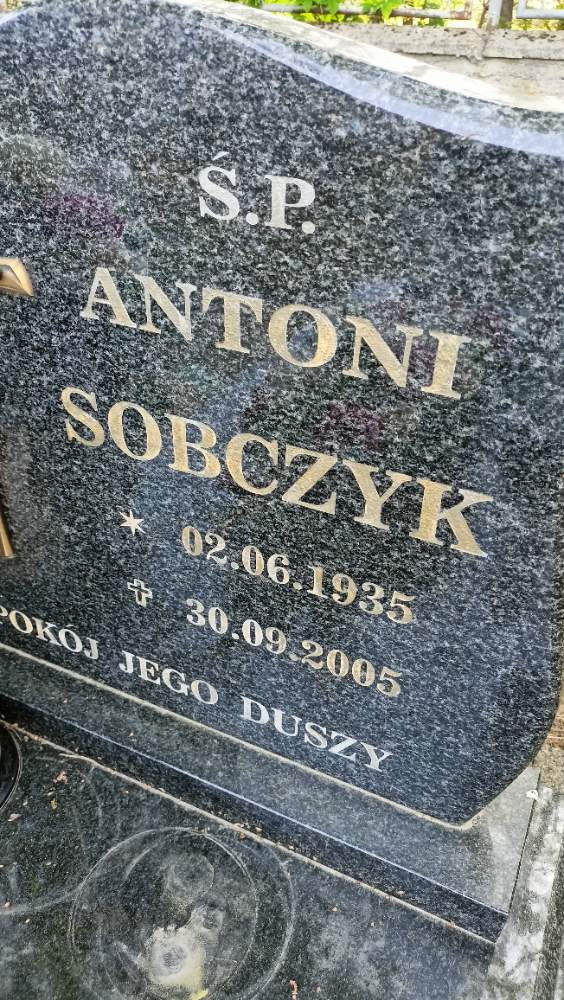 Ś.P.
ANTONI
SOBCZYK
* 02.06.1935
✝ 30.09.2005
POKÓJ JEGO DUSZY